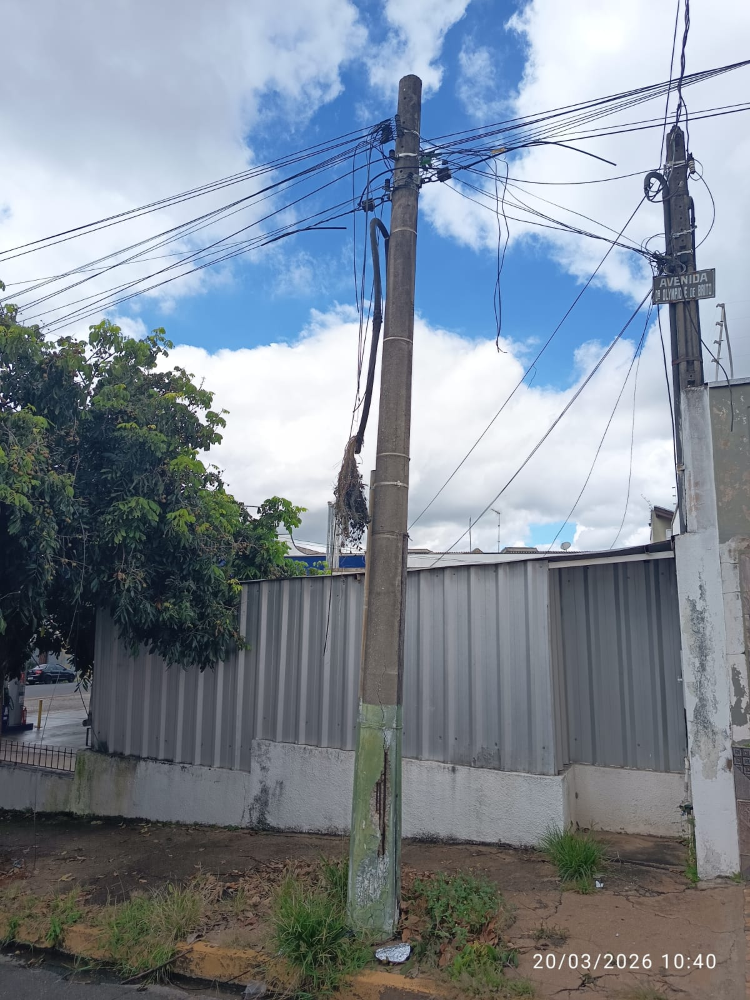 AVENIDA
DR OLYMPIO E DE BRITO
20/03/2026 10:40